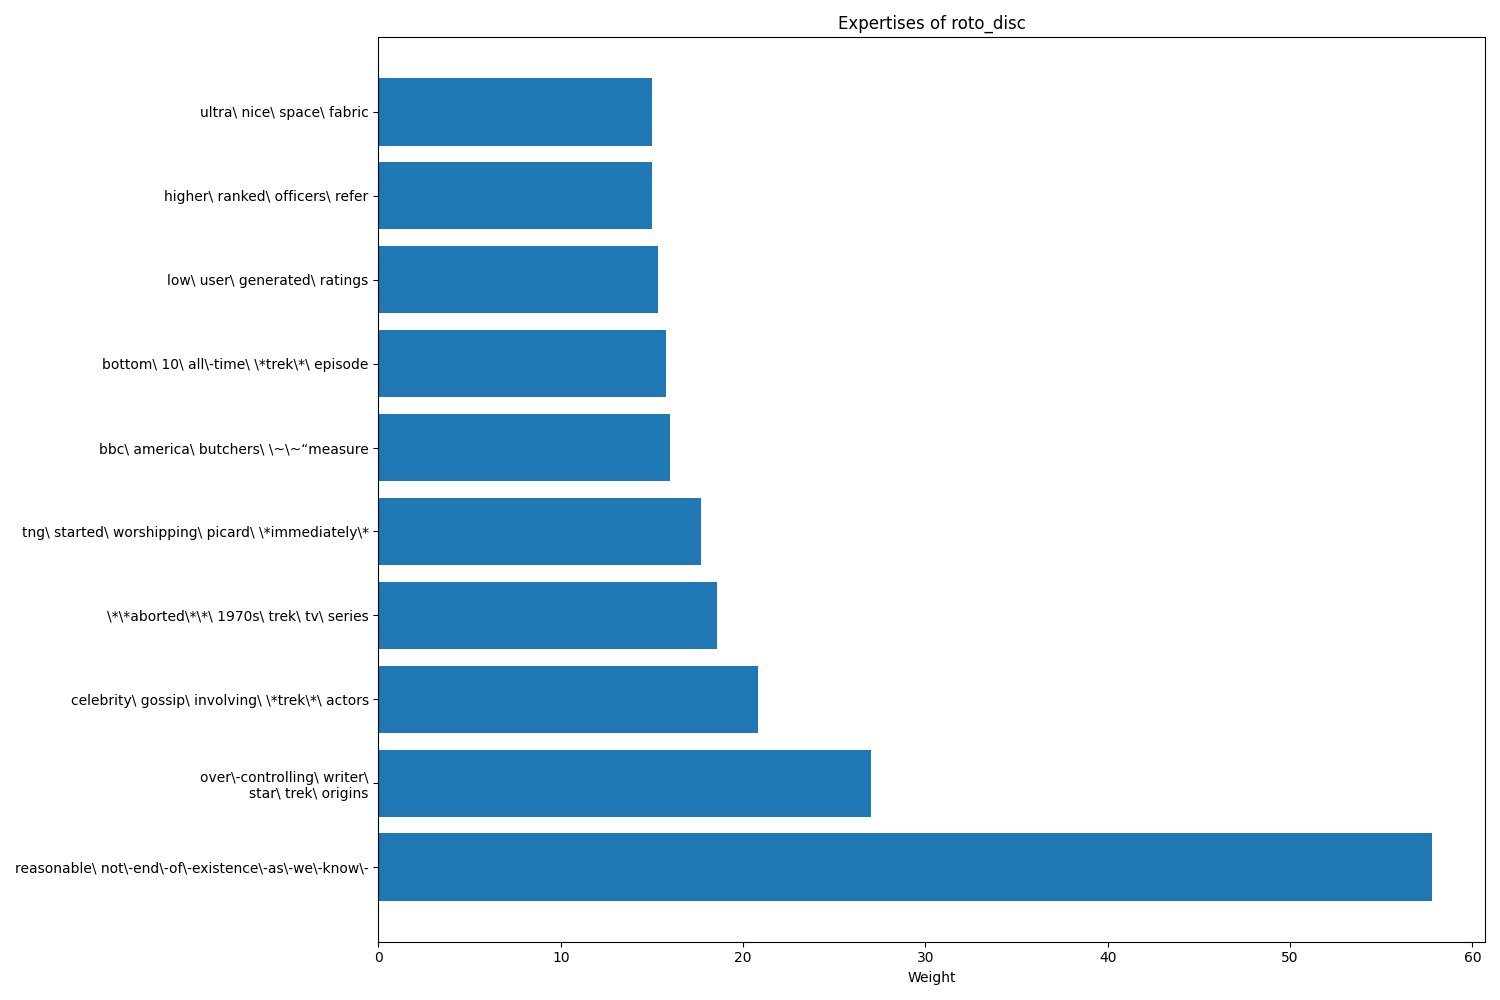 Expertises of roto_disc
ultra\ nice\ space\ fabric
higher\ ranked\ officers\ refer
low\ user\ generated\ ratings
bottom\ 10\ all\-time\ \*trek\*\ episode
bbc\ america\ butchers\ \~\~“measure
tng\ started\ worshipping\ picard\ \*immediately\*
\*\*aborted\*\*\ 1970s\ trek\ tv\ series
celebrity\ gossip\ involving\ \*trek\*\ actors
over\-controlling\ writer\
star\ trek\ origins
reasonable\ not\-end\-of\-existence\-as\-we\-know\-
0 10 20 30 40 50 60
Weight